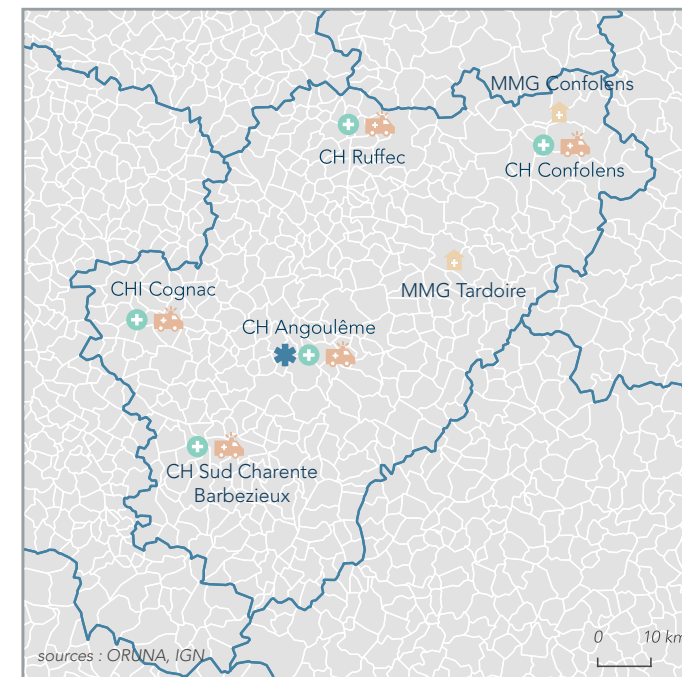 MMG Confolens
CH Ruffec
CH Confolens
CHI Cognac
MMG Tardoire
CH Angoulême
CH Sud Charente
Barbezieux
0 10 km
sources : ORUNA, IGN